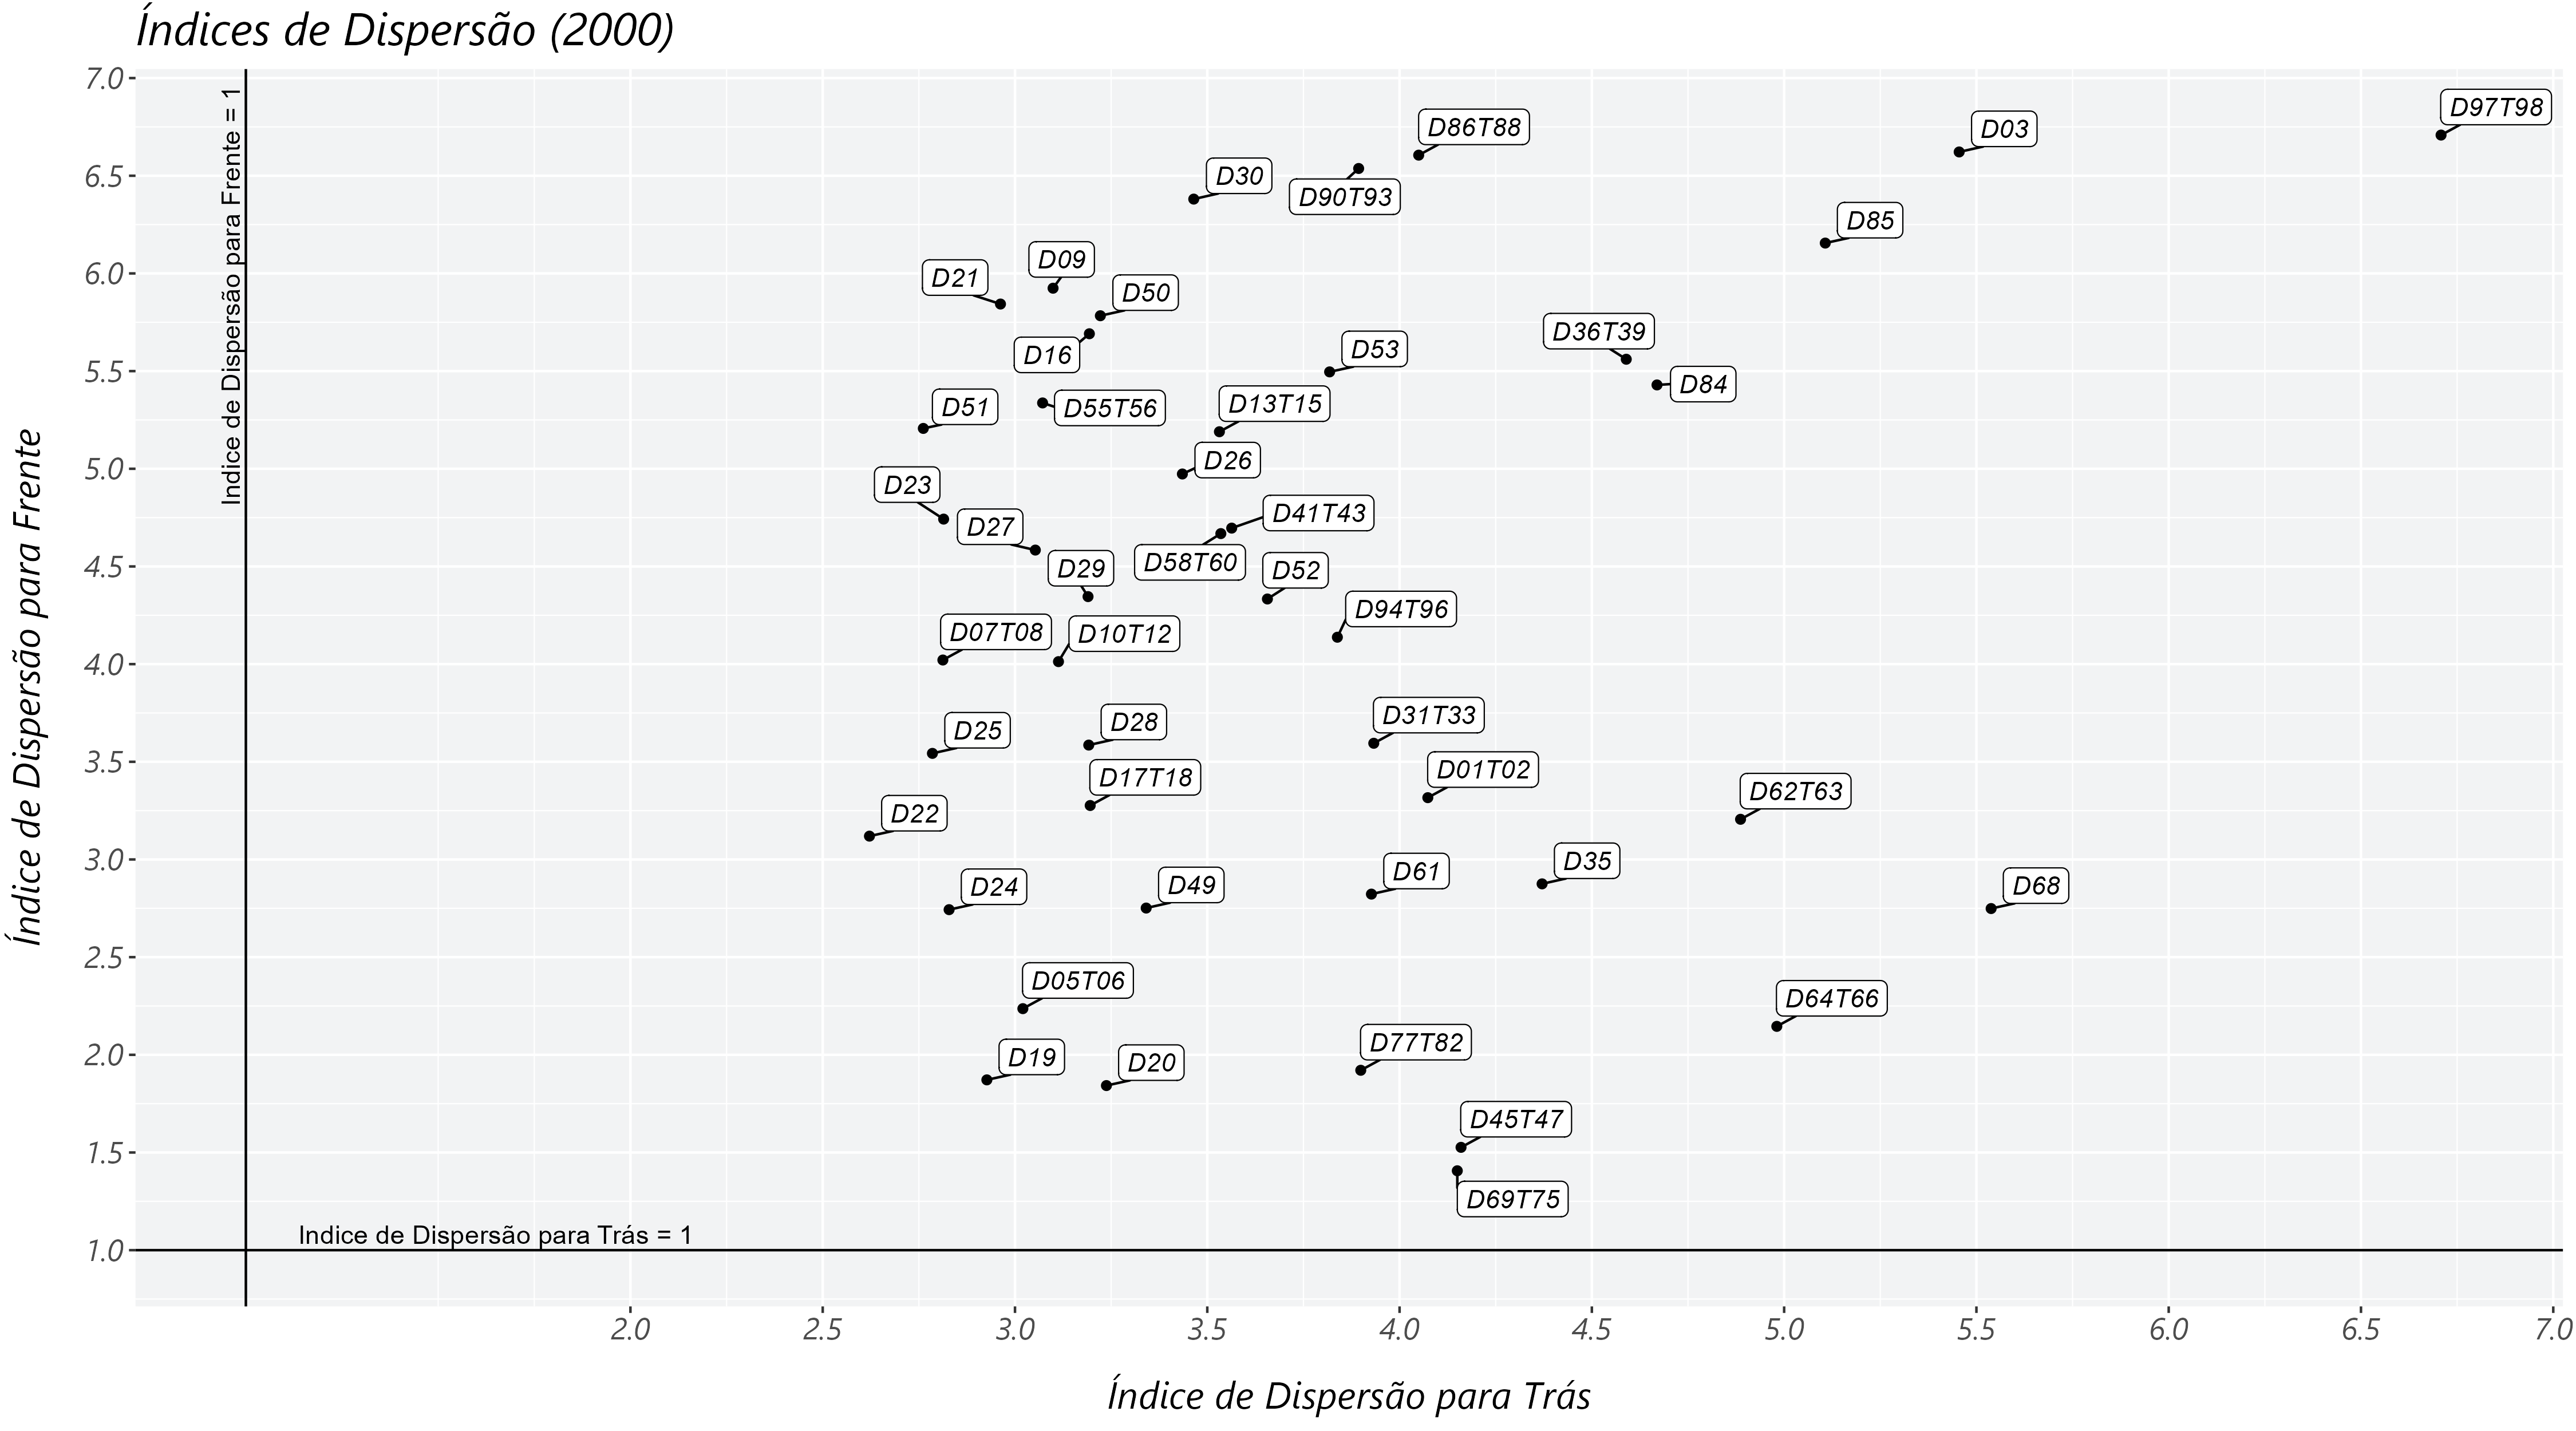 Índices de Dispersão (2000)
Índice de Dispersão para Frente
7.0
6.5
6.0
5.5
5.0
4.5
4.0
3.5
3.0
2.5
2.0
1.5
1.0
Indice de Dispersão para Frente = 1
D97T98
D86T88
D03
D30
D90T93
D85
D09
D21
D50
D36T39
D16
D53
D84
D51
D55T56
D13T15
D26
D23
D41T43
D27
D58T60
D29
D52
D94T96
D07T08
D10T12
D31T33
D28
D25
D01T02
D17T18
D62T63
D22
D35
D61
D24
D49
D68
D05T06
D64T66
D77T82
D19
D20
D45T47
D69T75
Indice de Dispersão para Trás = 1
2.0
2.5
3.0
3.5
4.0
4.5
5.0
5.5
6.0
6.5
7.0
Índice de Dispersão para Trás